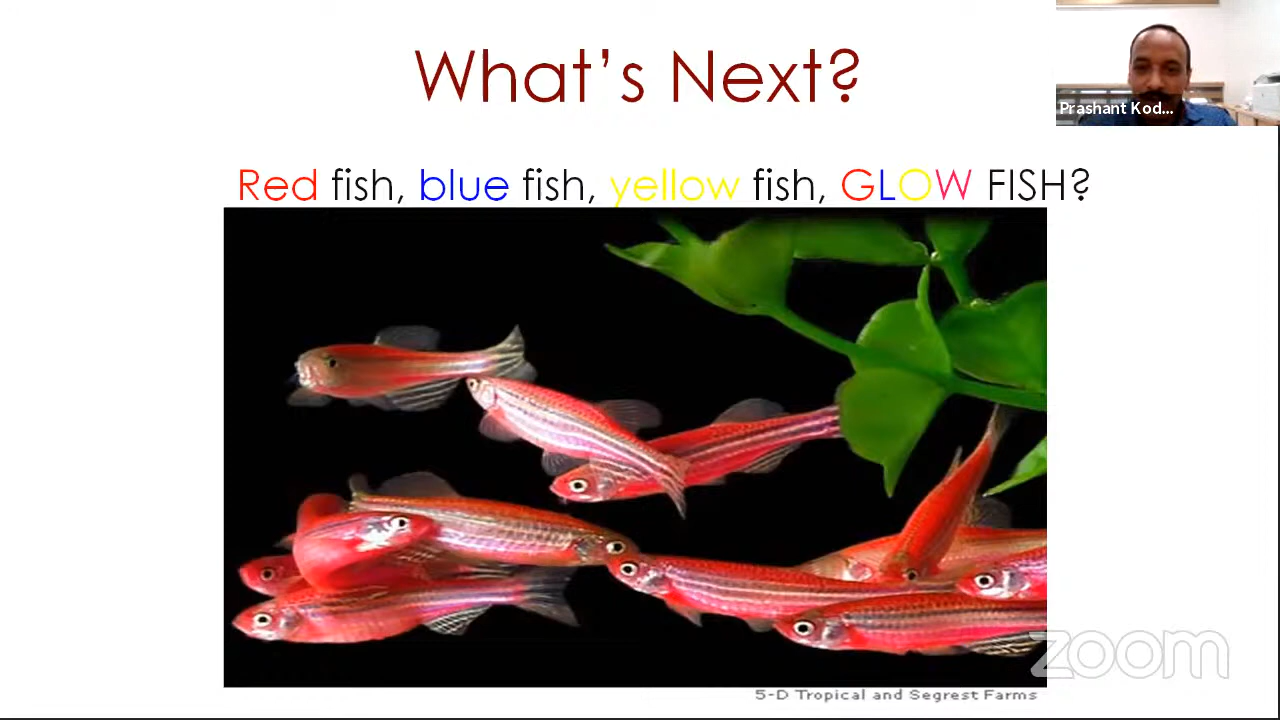 What's Next?
Prashant Kod...
Red fish, blue fish, yellow fish, GLOW FISH?
zoom
5-D Tropical and Segrest Farms